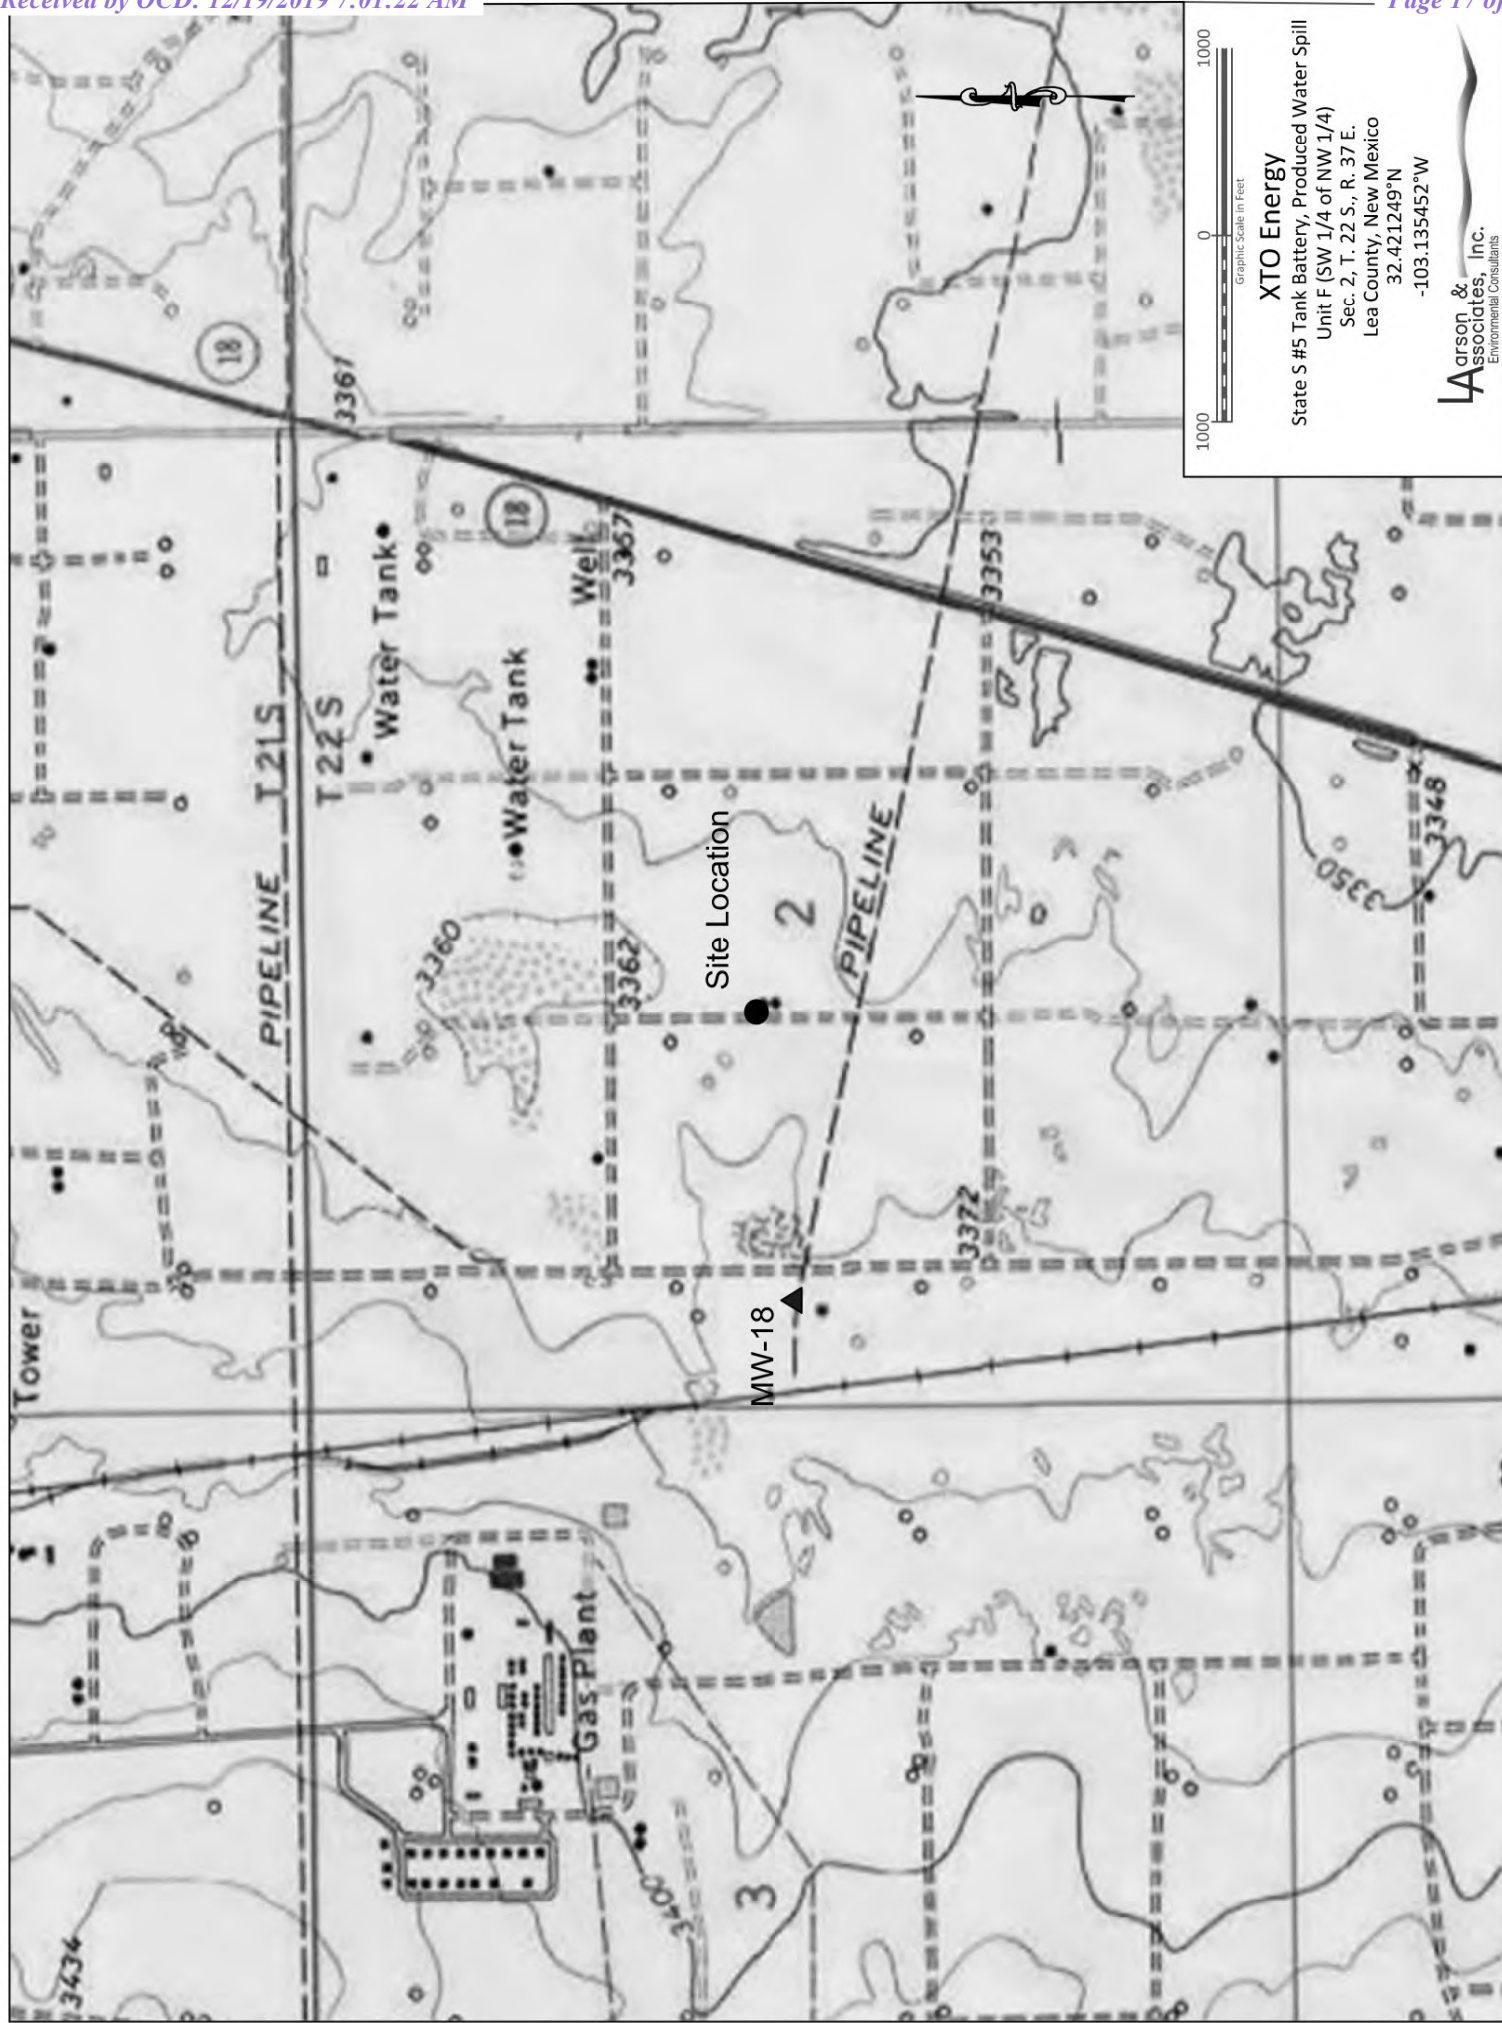 Received by OCD: 12/19/2019 7:01:22 AM
Page 17 of
Tower
3434
PIPELINE
T 21 S
T 22 S
18
3361
Water Tank
Water Tank
Well
18
3357
3360
3362
Gas Plant
3400
3
Site Location
2
MW-18
PIPELINE
3353
3372
3350
3348
1000
0
1000
Graphic Scale in Feet
XTO Energy
State S #5 Tank Battery, Produced Water Spill
Unit F (SW 1/4 of NW 1/4)
Sec. 2, T. 22 S., R. 37 E.
Lea County, New Mexico
32.421249°N
-103.135452°W
Larson &
Associates, Inc.
Environmental Consultants